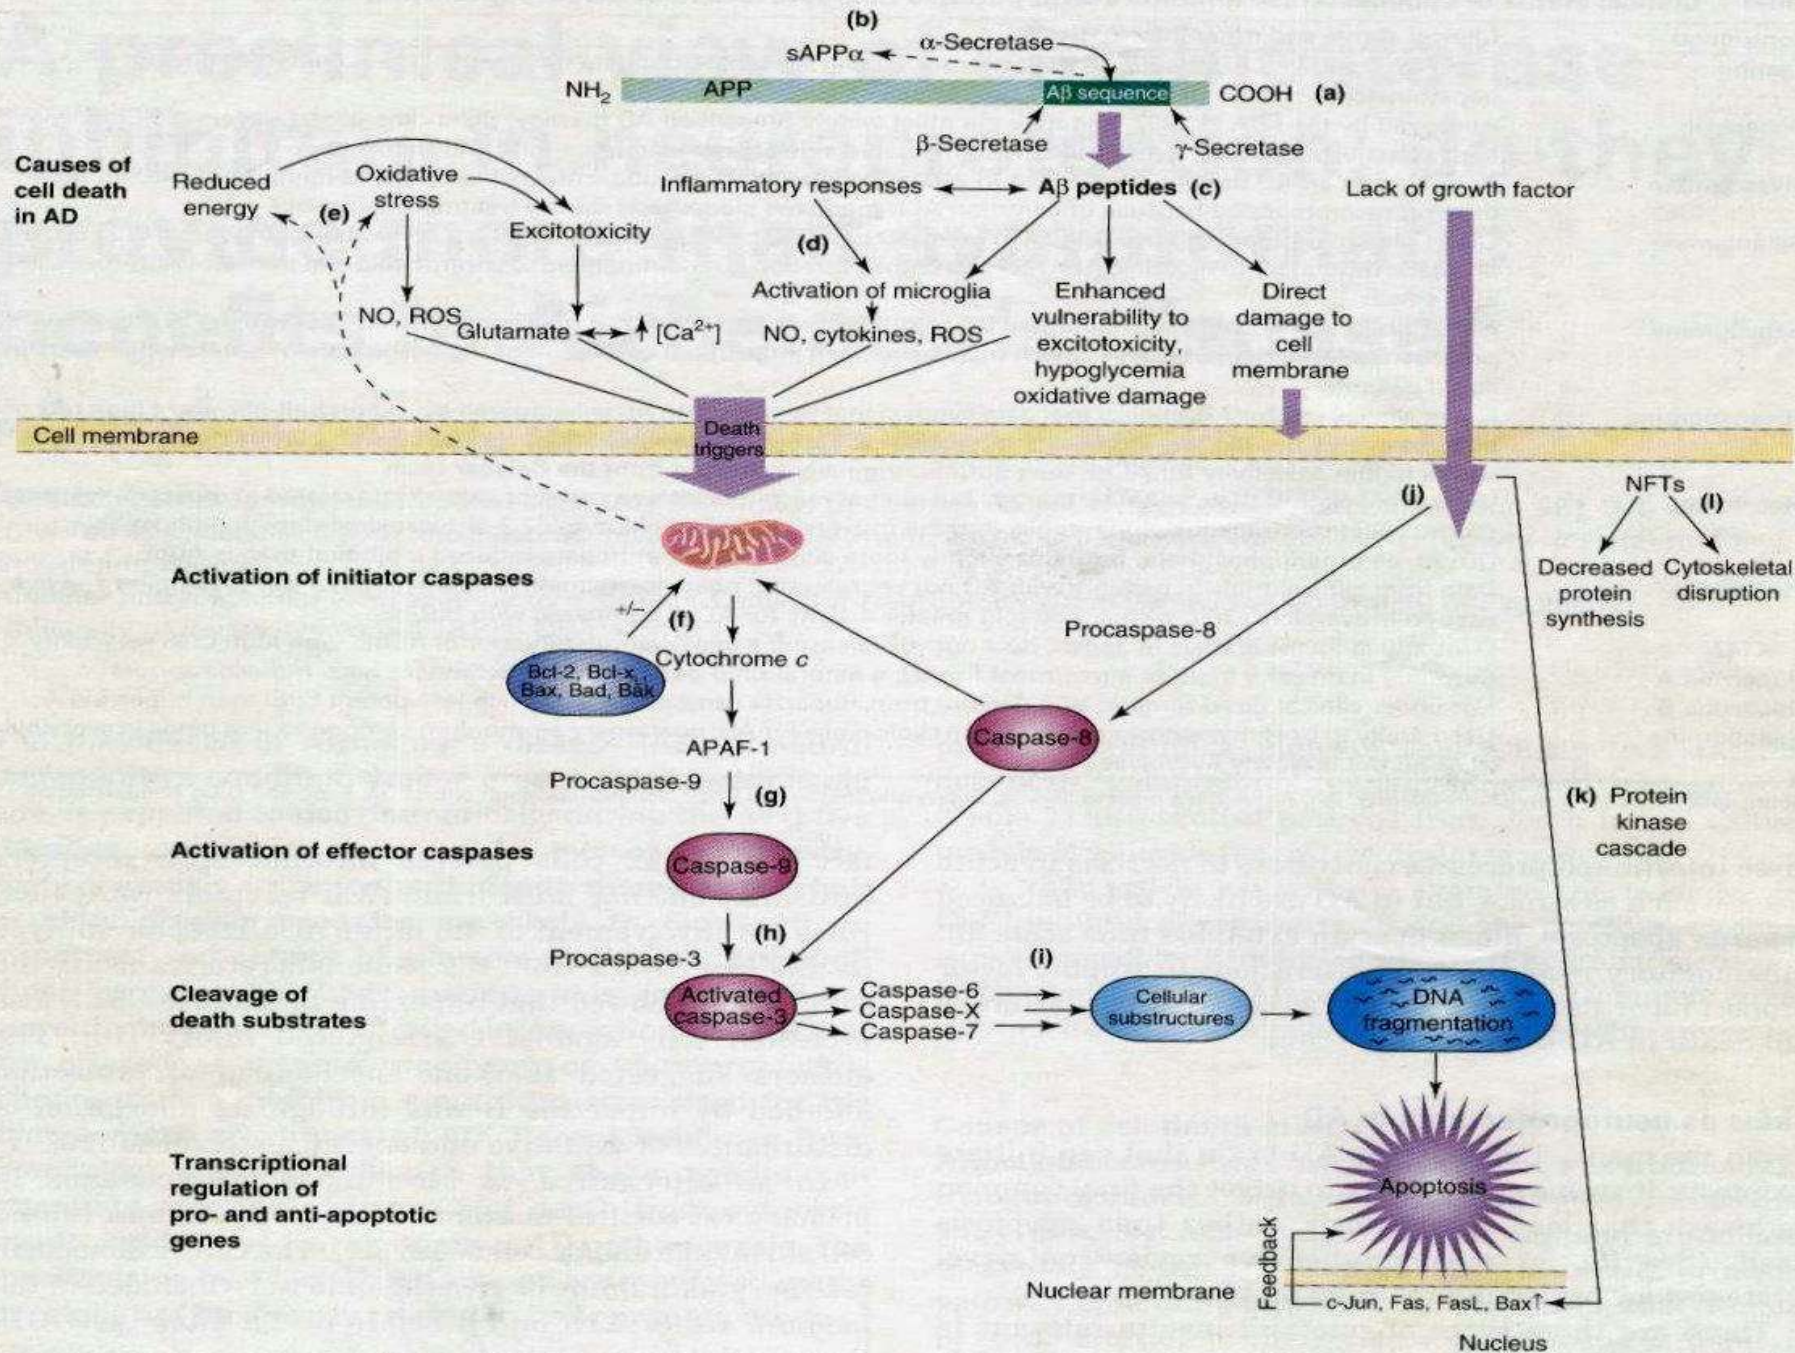 (b)
sAPPα
α-Secretase
NH2
APP
Aβ sequence
COOH (a)
β-Secretase
γ-Secretase
Causes of
cell death
in AD
Reduced
energy
(e)
Oxidative
stress
Excitotoxicity
Inflammatory responses
Aβ peptides (c)
Lack of growth factor
(d)
NO, ROS
Glutamate
[Ca2+]
Activation of microglia
NO, cytokines, ROS
Enhanced
vulnerability to
excitotoxicity,
hypoglycemia
oxidative damage
Direct
damage to
cell
membrane
Cell membrane
Death
triggers
(j)
NFTs
(l)
Decreased
protein
synthesis
Cytoskeletal
disruption
Activation of initiator caspases
+/−
(f)
Bcl-2, Bcl-x,
Bax, Bad, Bak
Cytochrome c
Procaspase-8
APAF-1
Caspase-8
Procaspase-9
(g)
(k) Protein
kinase
cascade
Activation of effector caspases
Caspase-9
(h)
Procaspase-3
Cleavage of
death substrates
Activated
caspase-3
Caspase-6
Caspase-X
Caspase-7
(i)
Cellular
substructures
DNA
fragmentation
Transcriptional
regulation of
pro- and anti-apoptotic
genes
Apoptosis
Feedback
Nuclear membrane
c-Jun, Fas, FasL, Bax↑
Nucleus